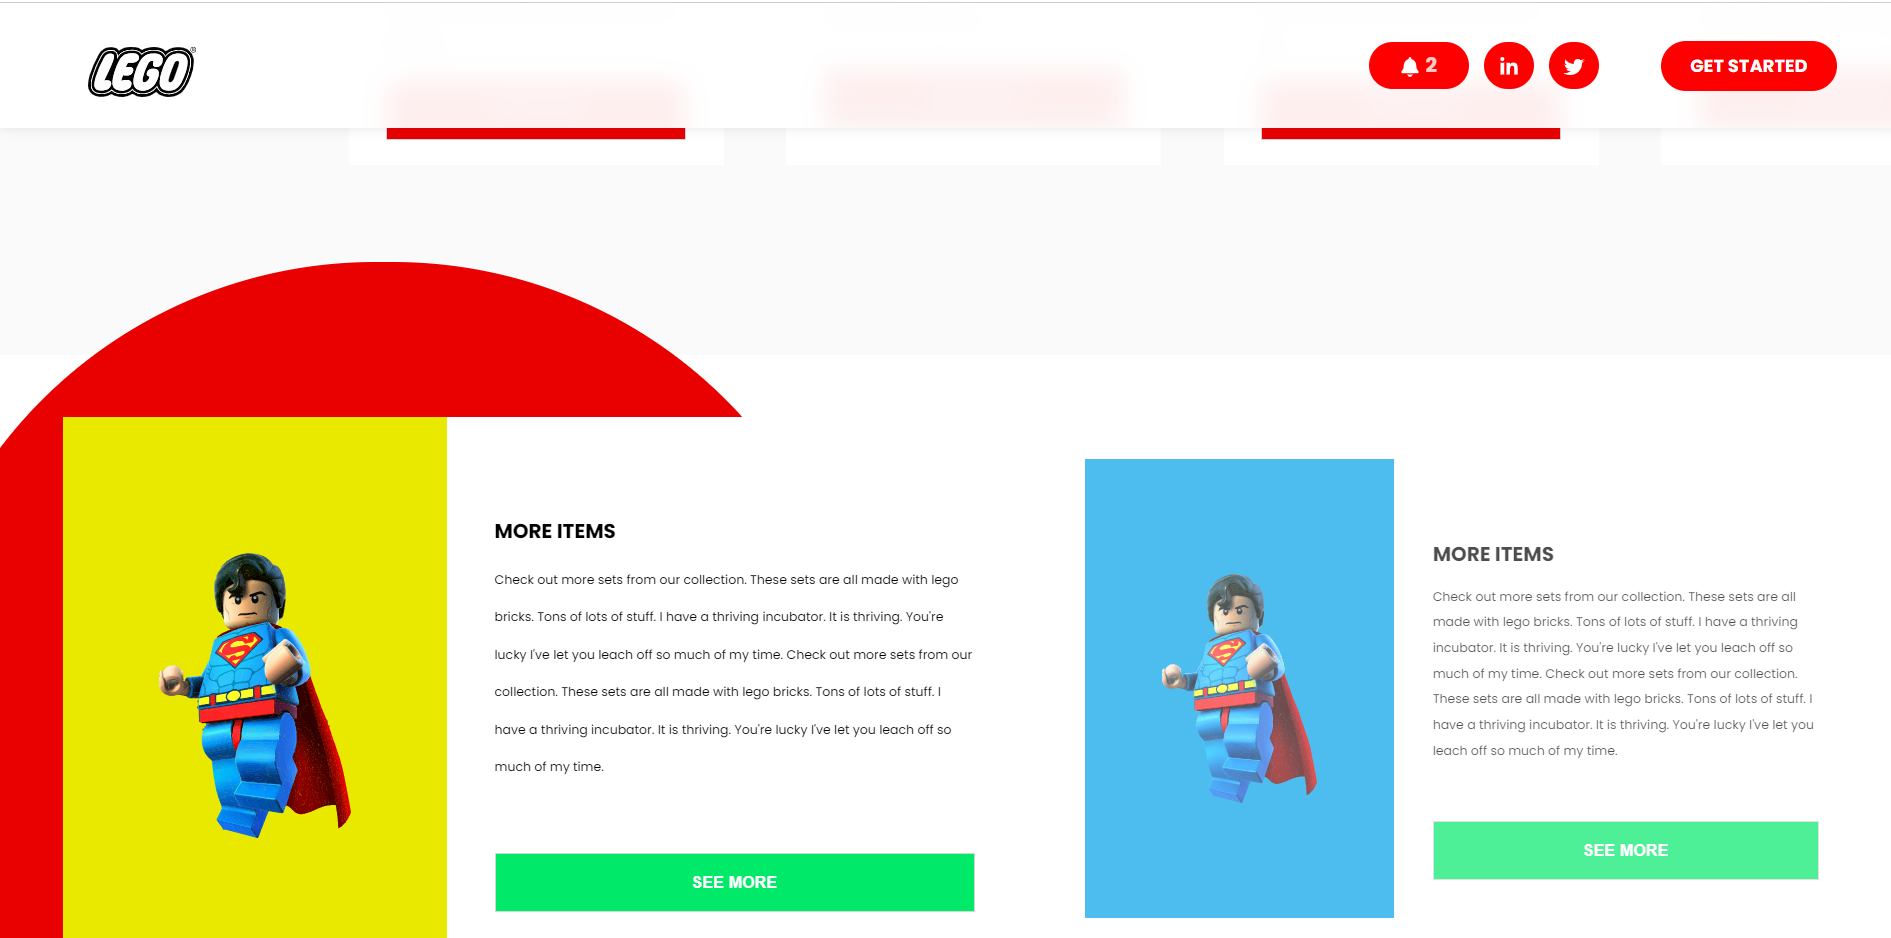 LEGO®
2
GET STARTED
MORE ITEMS
Check out more sets from our collection. These sets are all made with lego
bricks. Tons of lots of stuff. I have a thriving incubator. It is thriving. You're
lucky I've let you leach off so much of my time. Check out more sets from our
collection. These sets are all made with lego bricks. Tons of lots of stuff. I
have a thriving incubator. It is thriving. You're lucky I've let you leach off so
much of my time.
SEE MORE
MORE ITEMS
Check out more sets from our collection. These sets are all
made with lego bricks. Tons of lots of stuff. I have a thriving
incubator. It is thriving. You're lucky I've let you leach off so
much of my time. Check out more sets from our collection.
These sets are all made with lego bricks. Tons of lots of stuff. I
have a thriving incubator. It is thriving. You're lucky I've let you
leach off so much of my time.
SEE MORE